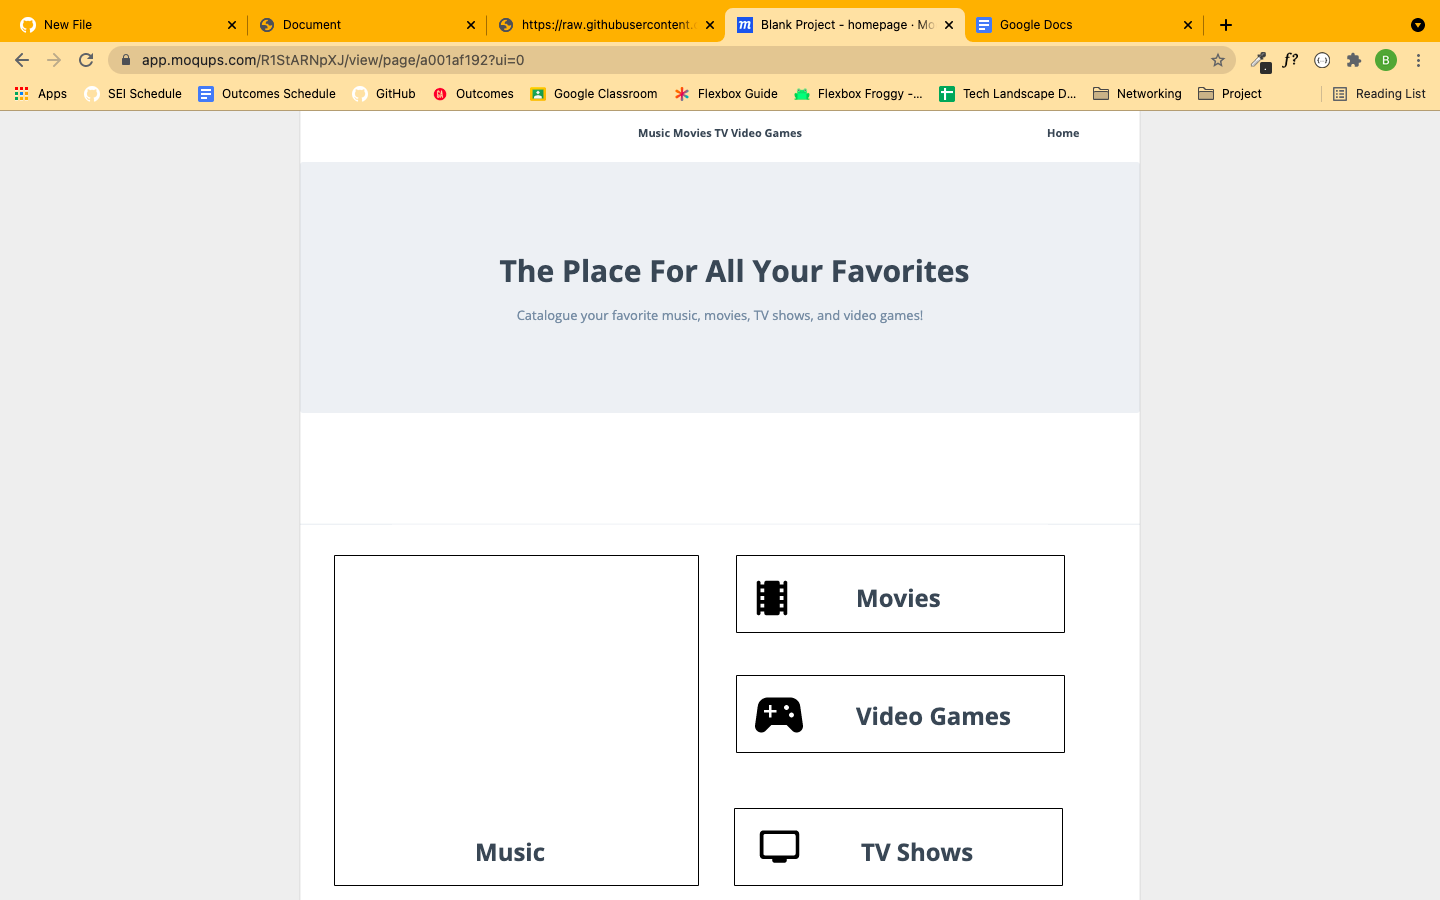 New File
Document
https://raw.githubusercontent.
Blank Project - homepage · Mo
Google Docs
app.moqups.com/R1StARNpXJ/view/page/a001af192?ui=0
f?
B
Apps
SEI Schedule
Outcomes Schedule
GitHub
GA
Outcomes
Google Classroom
Flexbox Guide
Flexbox Froggy -...
Tech Landscape D...
Networking
Project
Reading List
Music Movies TV Video Games
Home
The Place For All Your Favorites
Catalogue your favorite music, movies, TV shows, and video games!
Movies
Video Games
Music
TV Shows